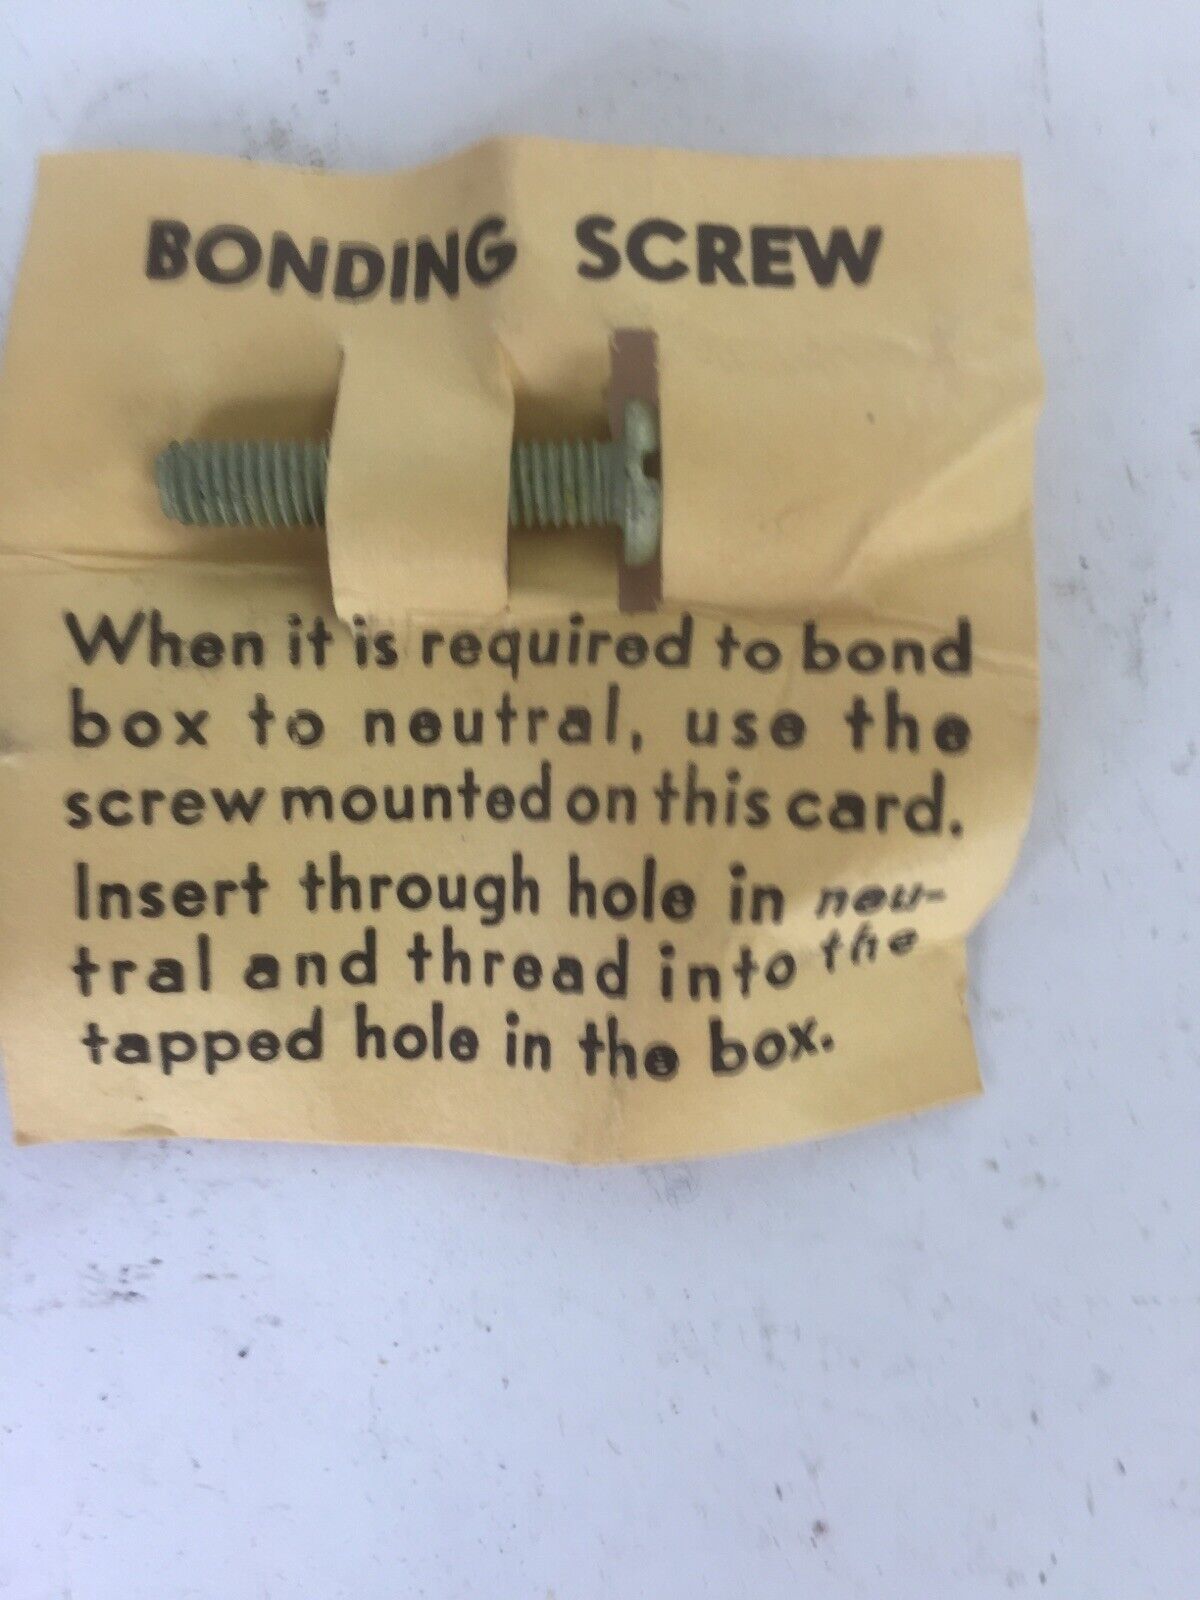 BONDING SCREW
When it is required to bond
box to neutral, use the
screw mounted on this card.
Insert through hole in neu-
tral and thread into the
tapped hole in the box.